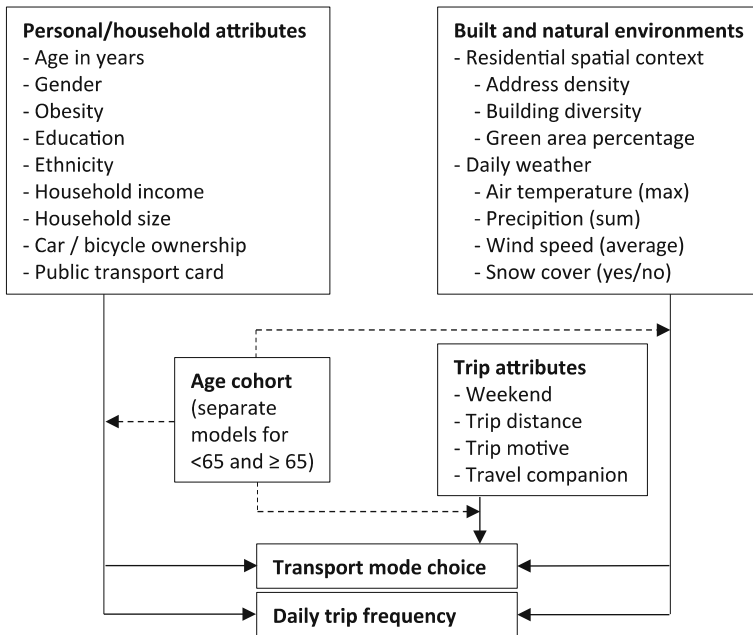 Personal/household attributes
- Age in years
- Gender
- Obesity
- Education
- Ethnicity
- Household income
- Household size
- Car / bicycle ownership
- Public transport card
Built and natural environments
- Residential spatial context
- Address density
- Building diversity
- Green area percentage
- Daily weather
- Air temperature (max)
- Precipition (sum)
- Wind speed (average)
- Snow cover (yes/no)
Age cohort
(separate
models for
<65 and ≥ 65)
Trip attributes
- Weekend
- Trip distance
- Trip motive
- Travel companion
Transport mode choice
Daily trip frequency